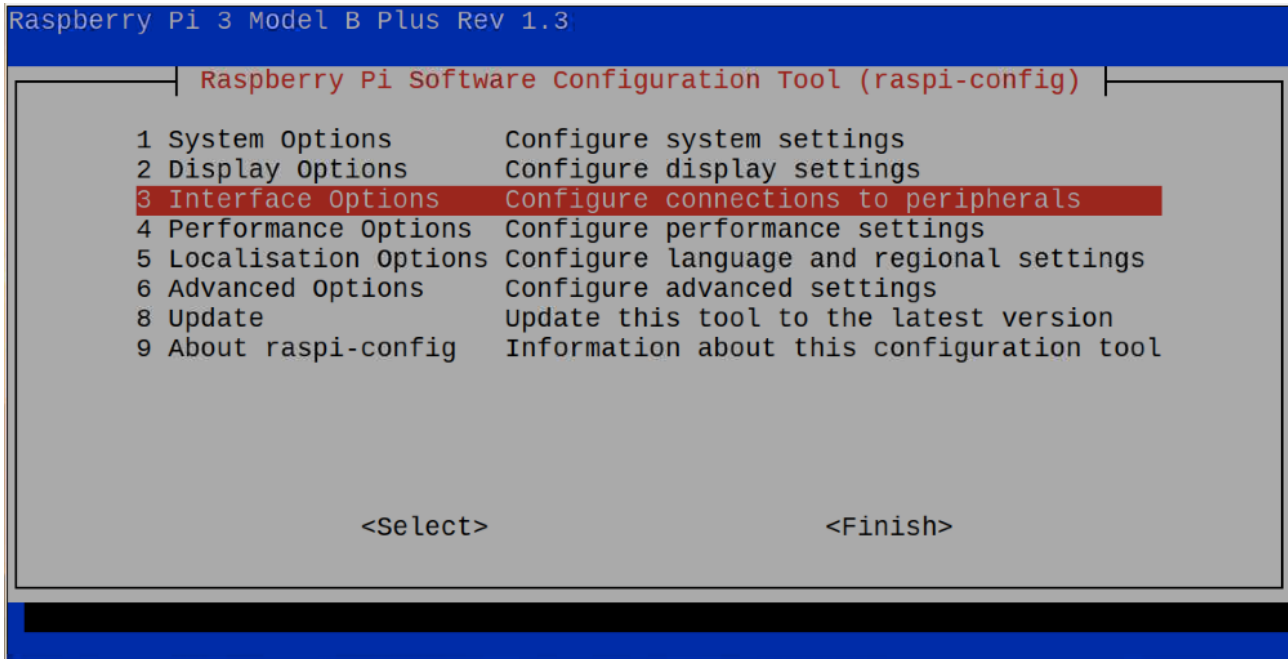 Raspberry Pi 3 Model B Plus Rev 1.3
Raspberry Pi Software Configuration Tool (raspi-config)
1 System Options Configure system settings
2 Display Options Configure display settings
3 Interface Options Configure connections to peripherals
4 Performance Options Configure performance settings
5 Localisation Options Configure language and regional settings
6 Advanced Options Configure advanced settings
8 Update Update this tool to the latest version
9 About raspi-config Information about this configuration tool
<Select> <Finish>